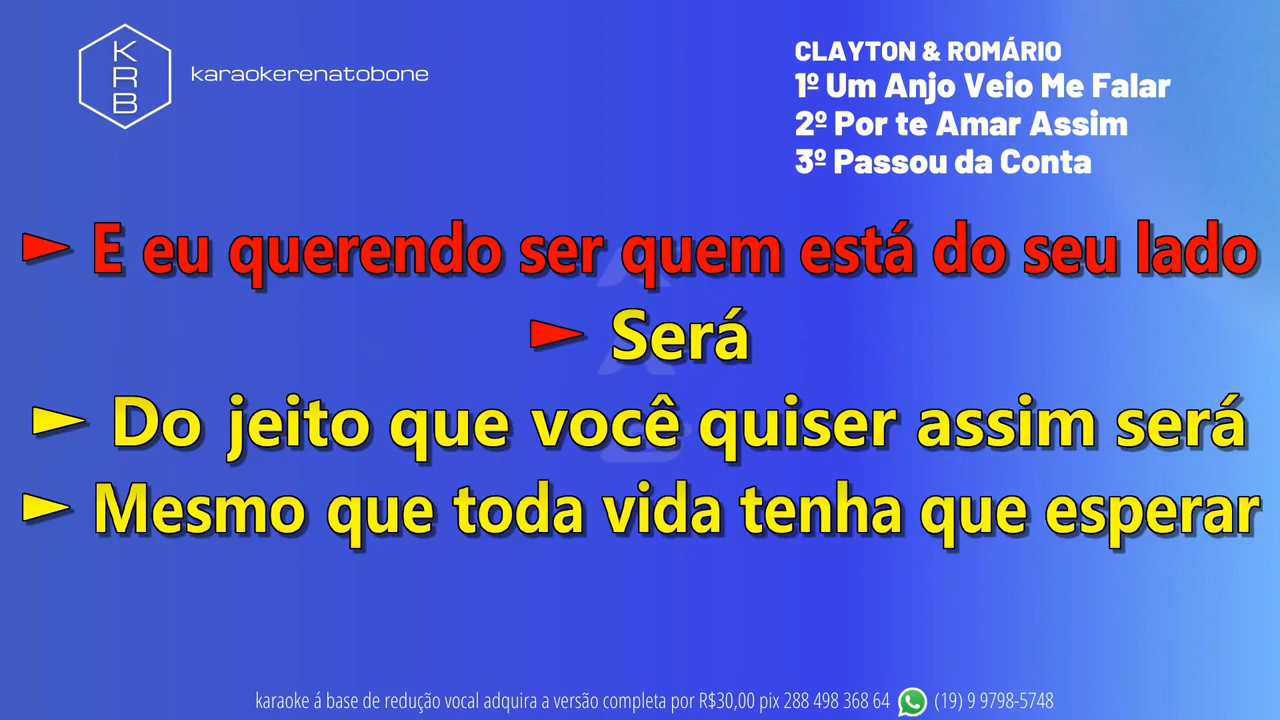 KRB
karaokerenatobone
CLAYTON & ROMÁRIO
1º Um Anjo Veio Me Falar
2º Por te Amar Assim
3º Passou da Conta
► E eu querendo ser quem está do seu lado
► Será
► Do jeito que você quiser assim será
► Mesmo que toda vida tenha que esperar
karaoke á base de redução vocal adquira a versão completa por R$30,00 pix 288 498 368 64 (19) 9 9798-5748